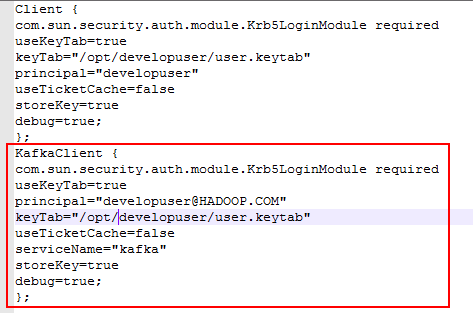 Client {
com.sun.security.auth.module.Krb5LoginModule required
useKeyTab=true
keyTab="/opt/developuser/user.keytab"
principal="developuser"
useTicketCache=false
storeKey=true
debug=true;
};
KafkaClient {
com.sun.security.auth.module.Krb5LoginModule required
useKeyTab=true
principal="developuser@HADOOP.COM"
keyTab="/opt/developuser/user.keytab"
useTicketCache=false
serviceName="kafka"
storeKey=true
debug=true;
};